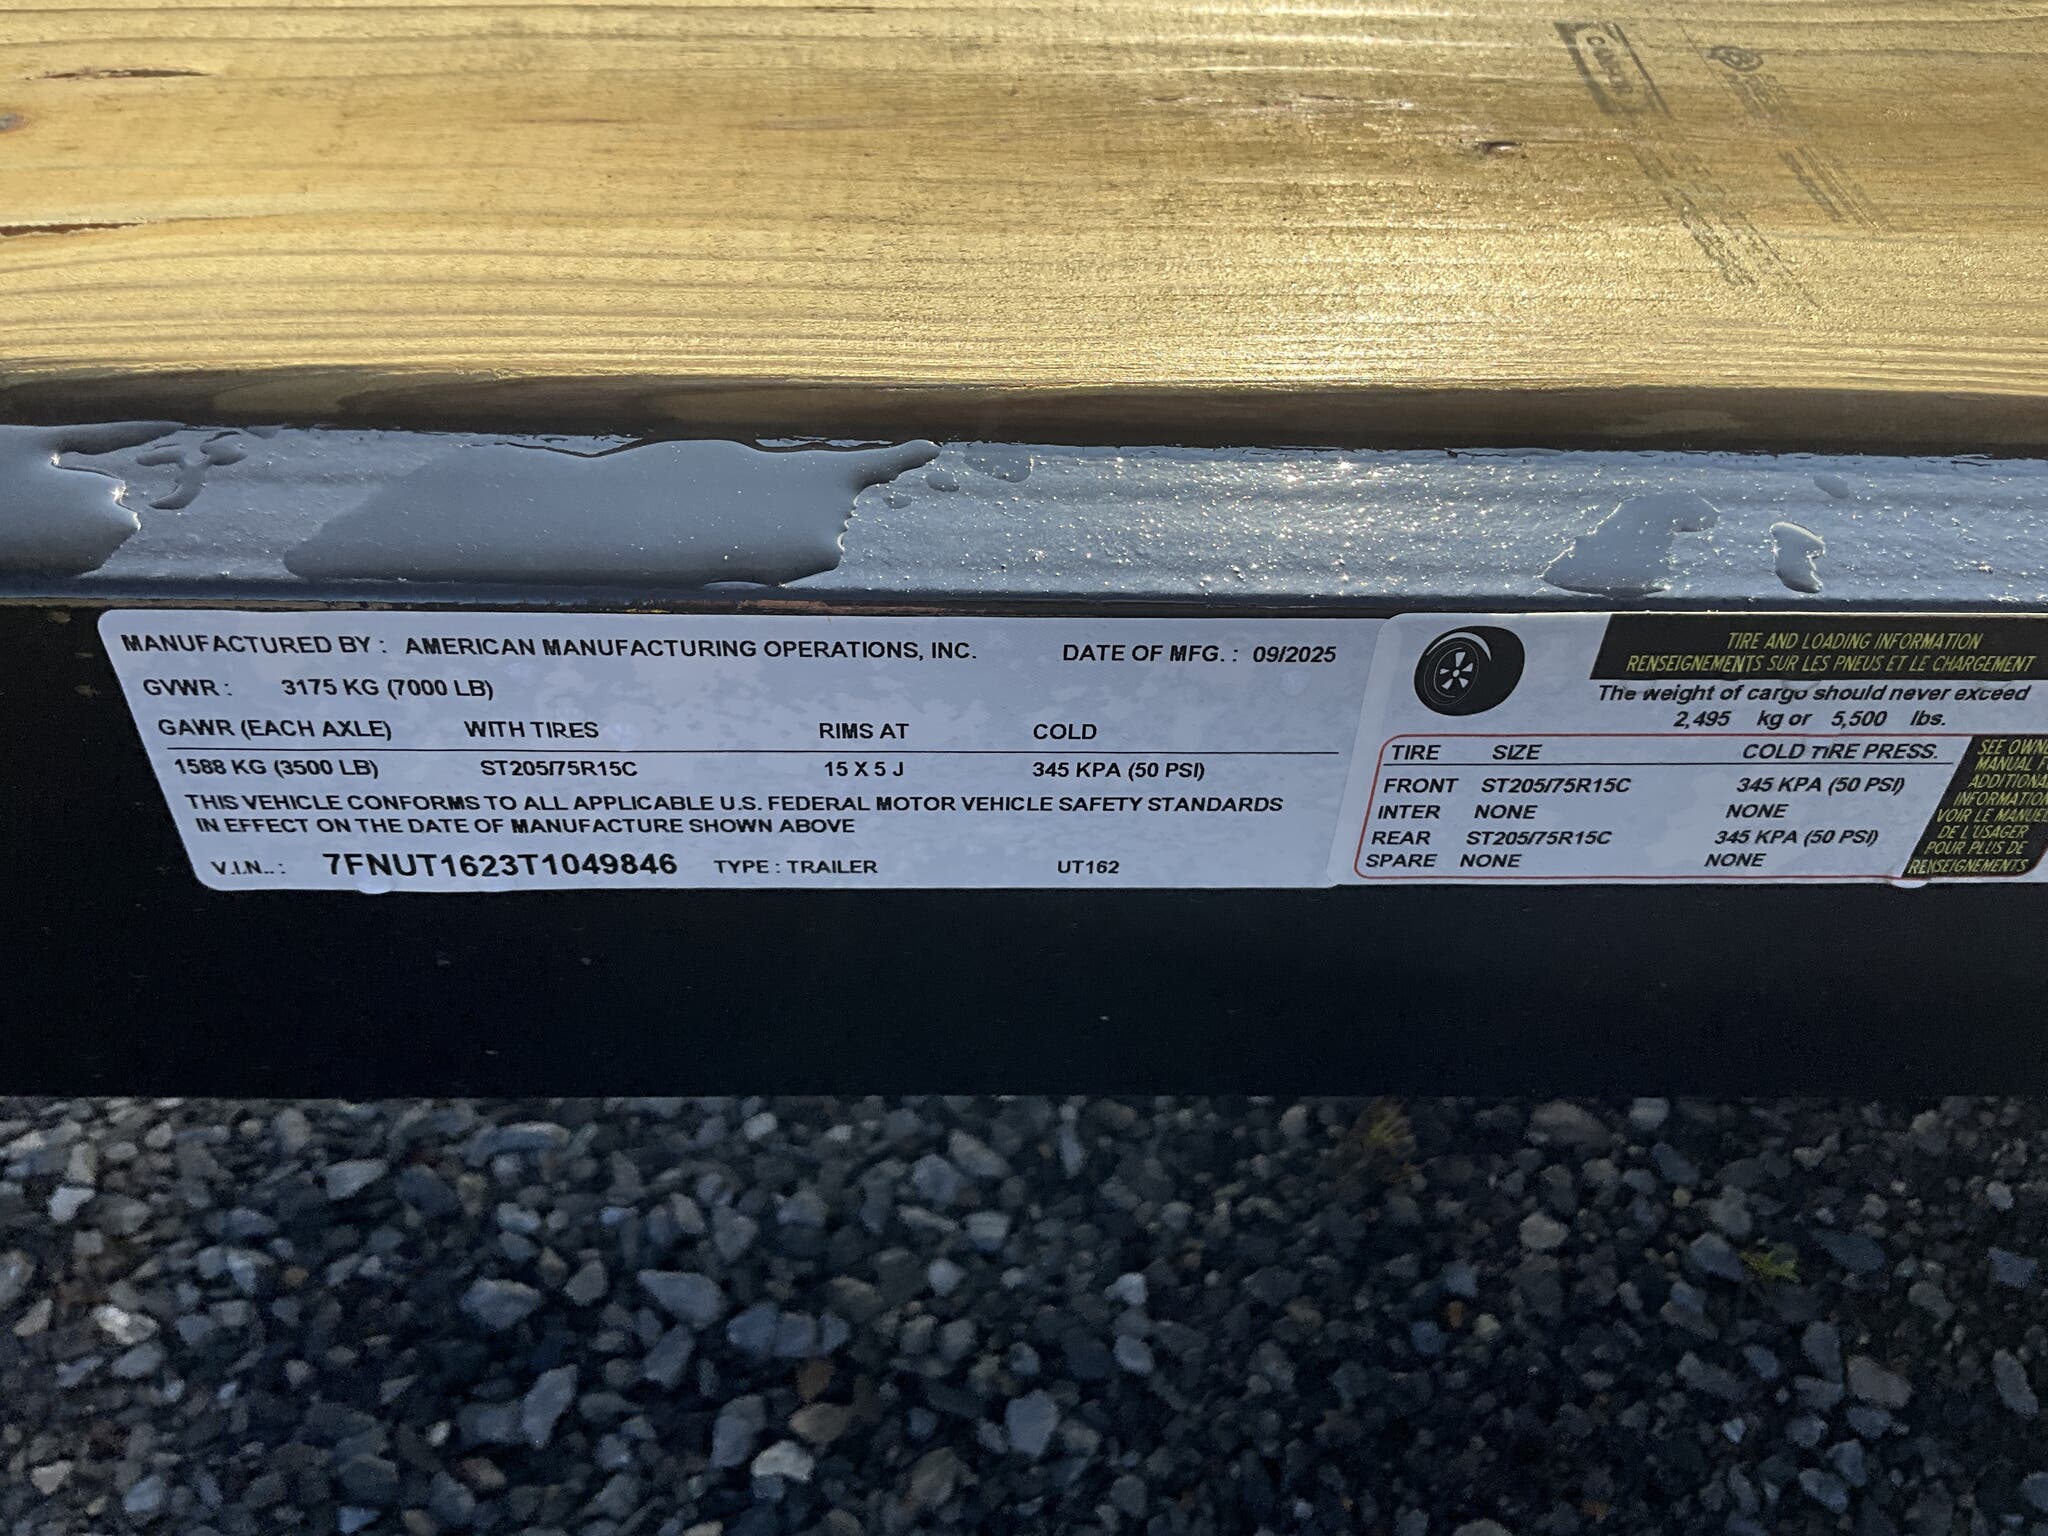 MANUFACTURED BY : AMERICAN MANUFACTURING OPERATIONS, INC. DATE OF MFG. : 09/2025
GVWR : 3175 KG (7000 LB)
GAWR (EACH AXLE) WITH TIRES RIMS AT COLD
1588 KG (3500 LB) ST205/75R15C 15 X 5 J 345 KPA (50 PSI)
THIS VEHICLE CONFORMS TO ALL APPLICABLE U.S. FEDERAL MOTOR VEHICLE SAFETY STANDARDS
IN EFFECT ON THE DATE OF MANUFACTURE SHOWN ABOVE
V.I.N.. : 7FNUT1623T1049846 TYPE : TRAILER UT162
TIRE AND LOADING INFORMATION
RENSEIGNEMENTS SUR LES PNEUS ET LE CHARGEMENT
The weight of cargo should never exceed
2,495 kg or 5,500 lbs.
TIRE SIZE COLD TIRE PRESS.
FRONT ST205/75R15C 345 KPA (50 PSI)
INTER NONE NONE
REAR ST205/75R15C 345 KPA (50 PSI)
SPARE NONE NONE
SEE
MANUAL
INFORMATION
VOIR LE MANUEL
DE L'USAGER
POUR PLUS DE
RENSEIGNEMENTS